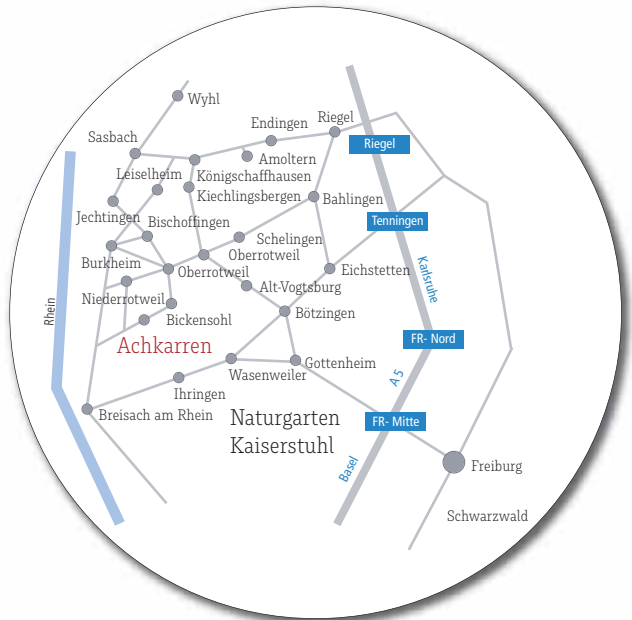 Wyhl
Riegel
Endingen
Sasbach
Riegel
Amoltern
Leiselheim
Königschaffhausen
Kiechlingsbergen
Bahlingen
Jechtingen
Bischoffingen
Tenningen
Schelingen
Oberrotweil
Burkheim
Oberrotweil
Eichstetten
Karlsruhe
Alt-Vogtsburg
Niederrotweil
Rhein
Bickensohl
Bötzingen
Achkarren
FR- Nord
Gottenheim
Wasenweiler
A 5
Ihringen
Breisach am Rhein
Naturgarten
Kaiserstuhl
FR- Mitte
Basel
Freiburg
Schwarzwald